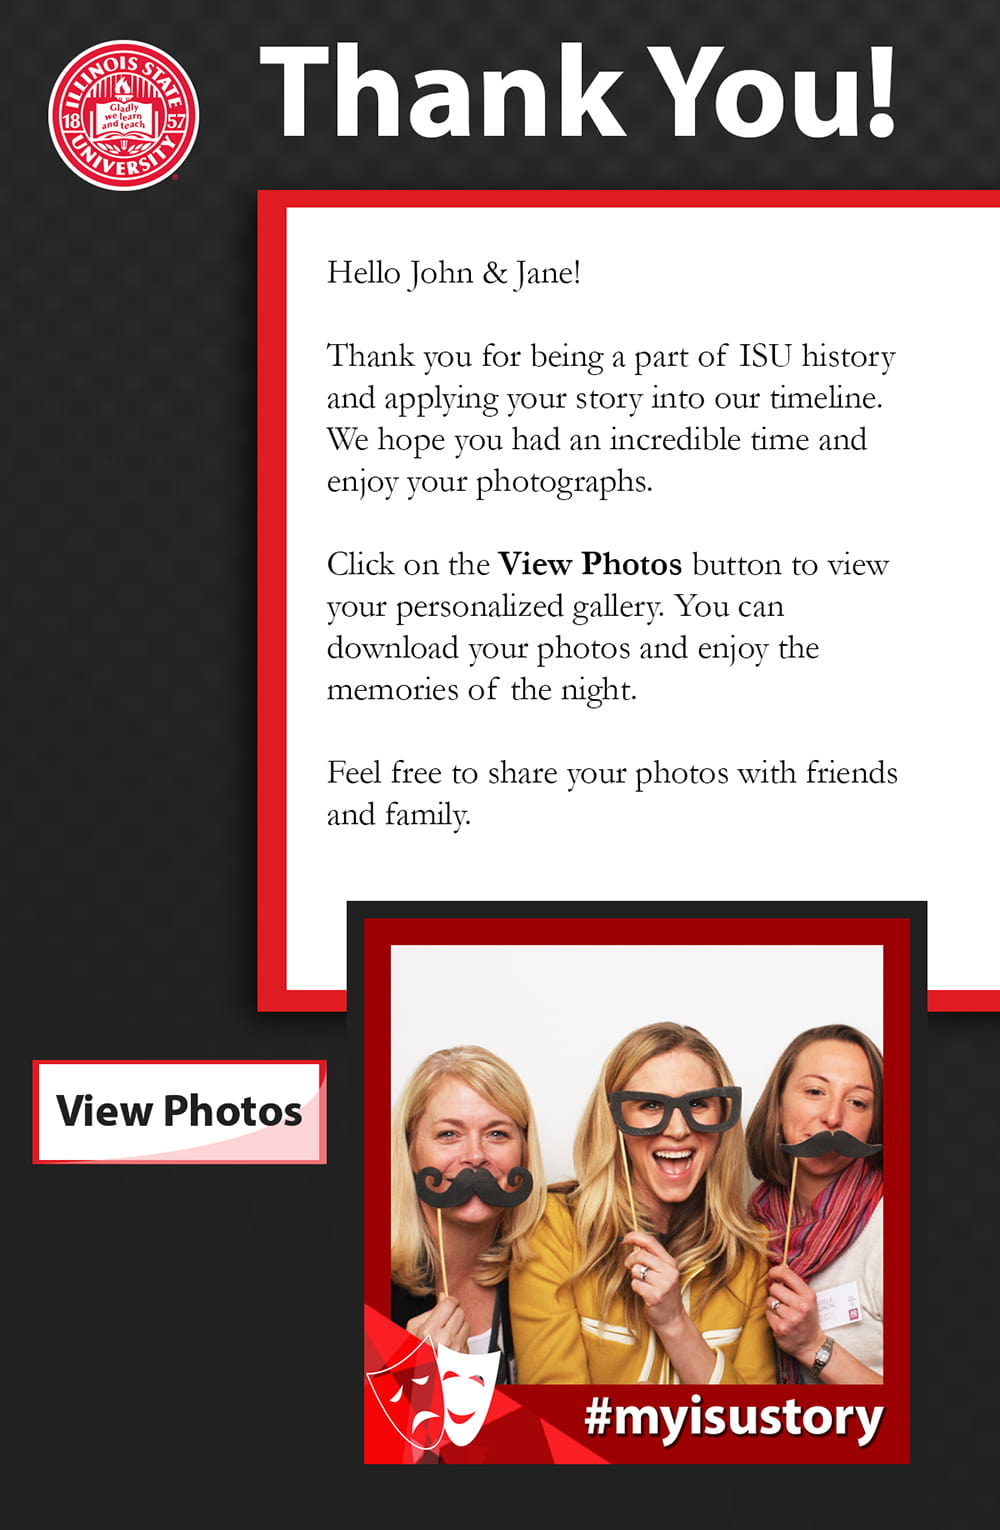 ILLINOIS STATE
Thank You!
Gladly
we learn
and teach
18 57
UNIVERSITY
Hello John & Jane!
Thank you for being a part of ISU history
and applying your story into our timeline.
We hope you had an incredible time and
enjoy your photographs.
Click on the View Photos button to view
your personalized gallery. You can
download your photos and enjoy the
memories of the night.
Feel free to share your photos with friends
and family.
View Photos
#myisustory